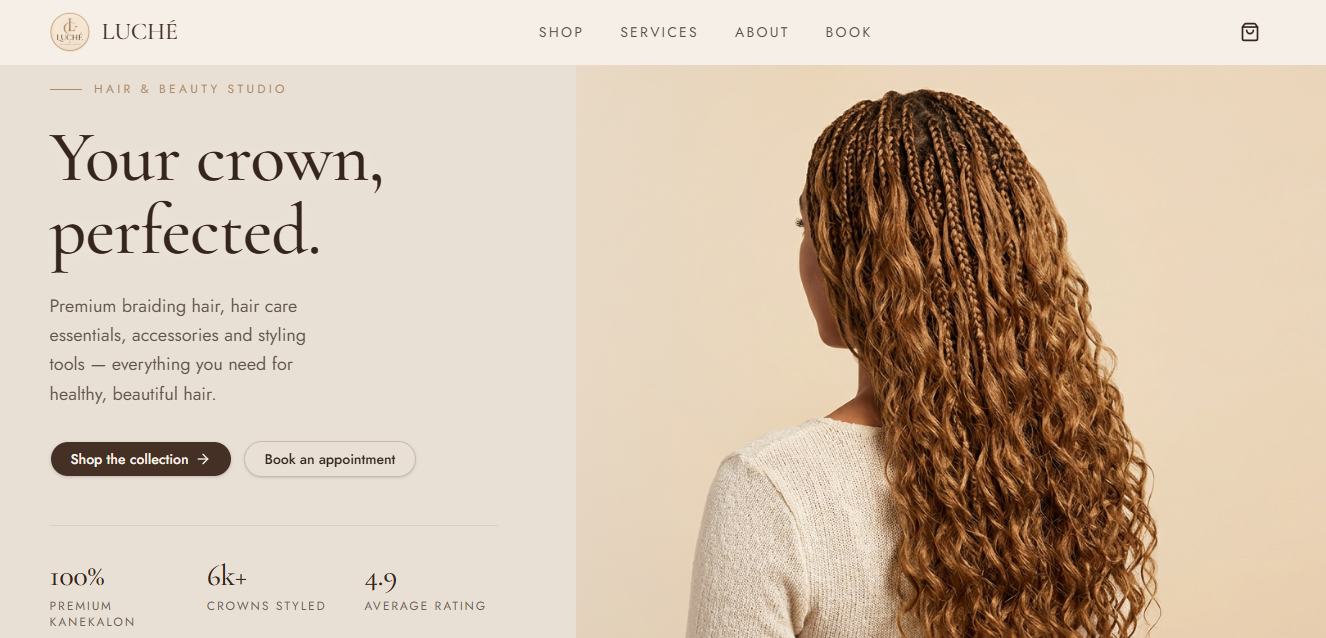 LUCHÉ
LUCHÉ
SHOP SERVICES ABOUT BOOK
HAIR & BEAUTY STUDIO
Your crown,
perfected.
Premium braiding hair, hair care
essentials, accessories and styling
tools — everything you need for
healthy, beautiful hair.
Shop the collection → Book an appointment
100% 6k+ 4.9
PREMIUM CROWNS STYLED AVERAGE RATING
KANEKALON